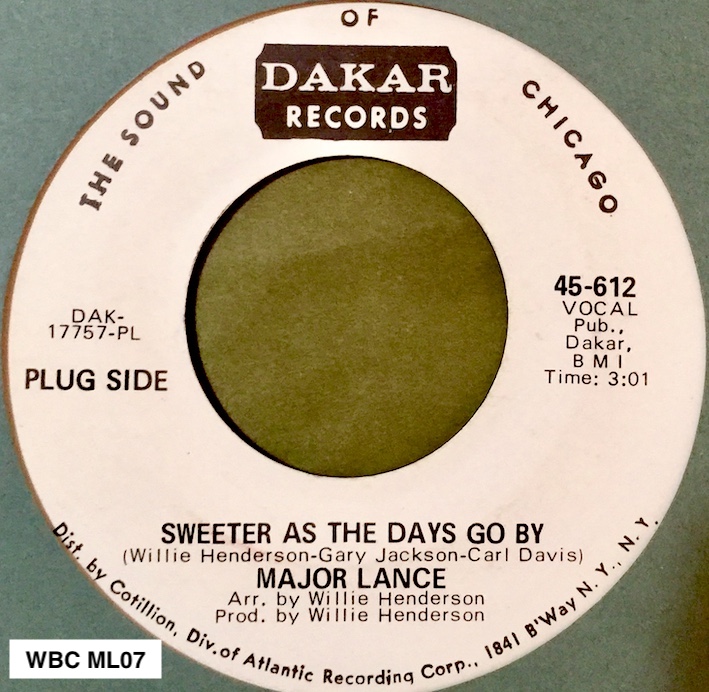 THE SOUND OF CHICAGO
DAKAR
RECORDS
DAK-
17757-PL
PLUG SIDE
45-612
VOCAL
Pub.,
Dakar,
B M I
Time: 3:01
SWEETER AS THE DAYS GO BY
(Willie Henderson-Gary Jackson-Carl Davis)
MAJOR LANCE
Arr. by Willie Henderson
Prod. by Willie Henderson
Dist. by Cotillion, Div. of Atlantic Recording Corp., 1841 B'Way N. Y., N. Y.
WBC ML07